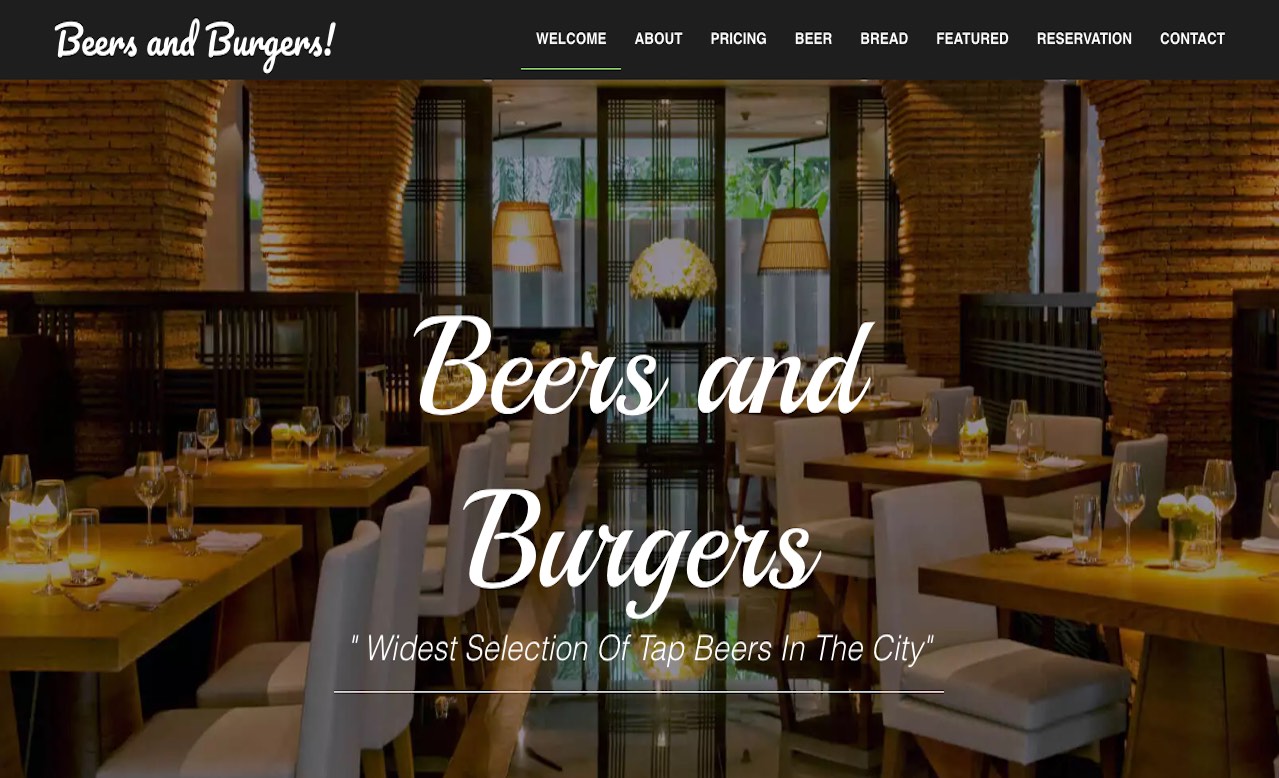 Beers and Burgers!
WELCOME ABOUT PRICING BEER BREAD FEATURED RESERVATION CONTACT
Beers and
Burgers
" Widest Selection Of Tap Beers In The City"